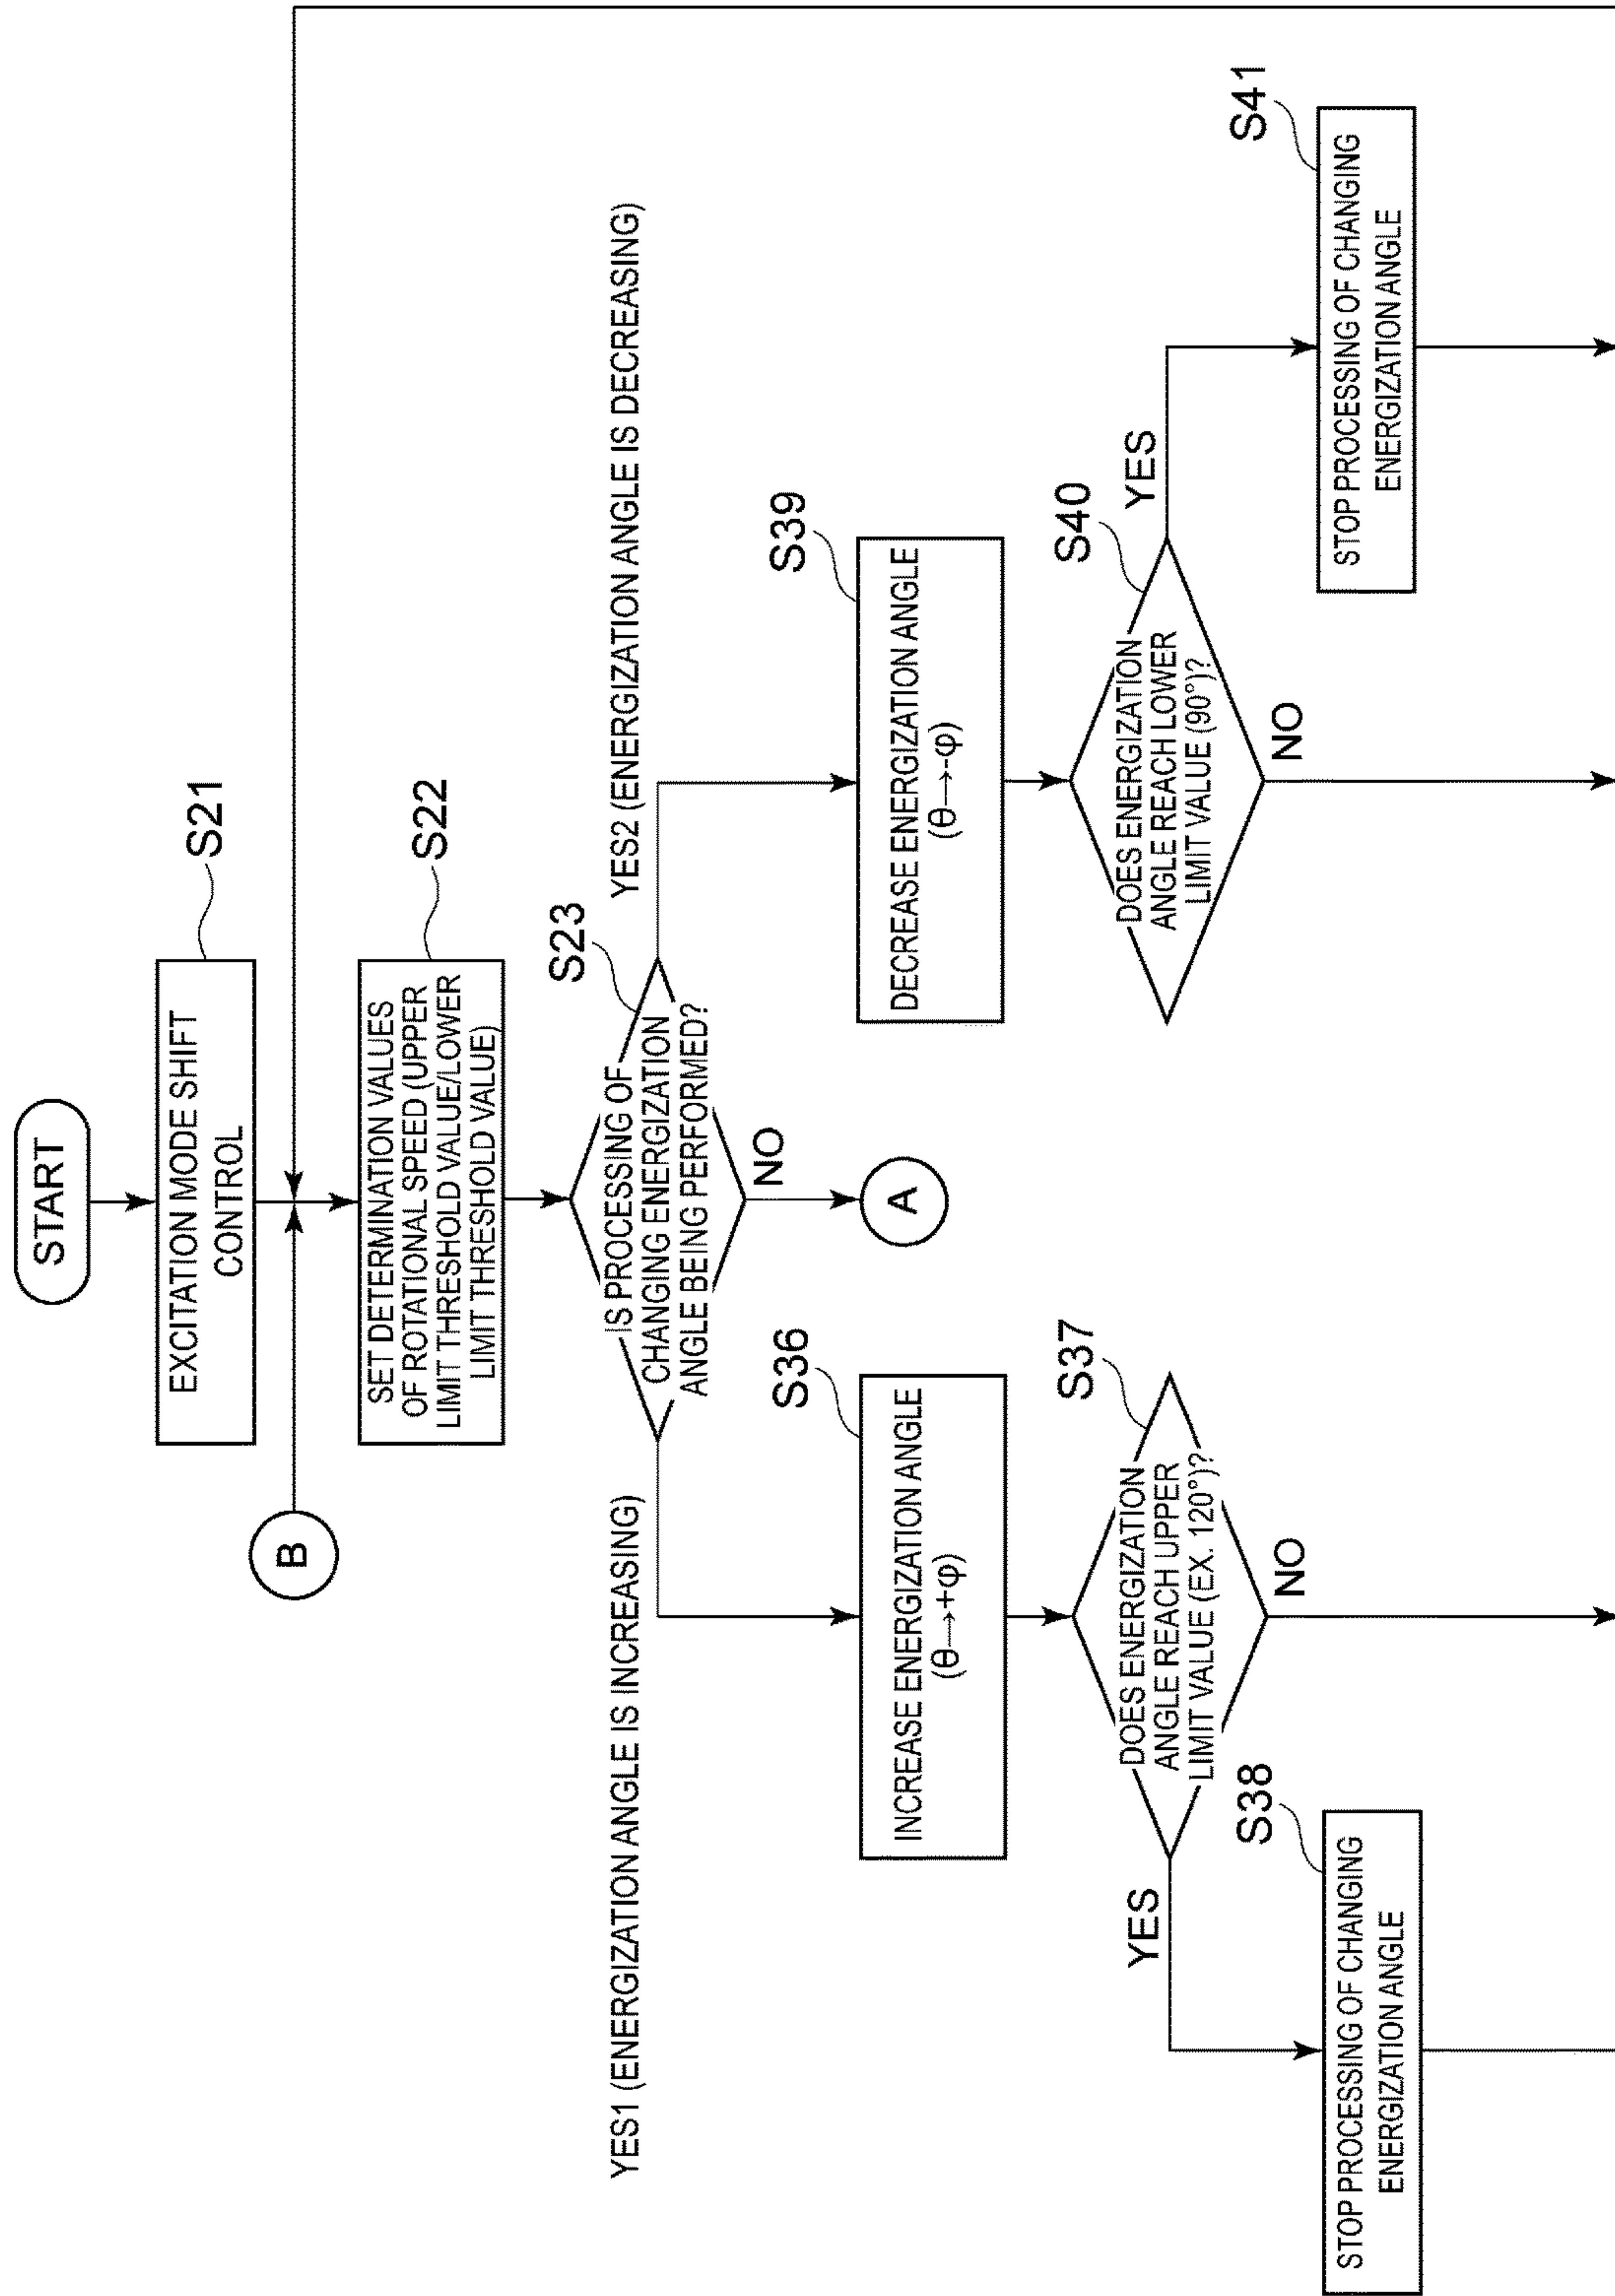 START
EXCITATION MODE SHIFT
CONTROL
S21
B
SET DETERMINATION VALUES
OF ROTATIONAL SPEED (UPPER
LIMIT THRESHOLD VALUE/LOWER
LIMIT THRESHOLD VALUE)
S22
IS PROCESSING OF
CHANGING ENERGIZATION
ANGLE BEING PERFORMED?
S23
YES1 (ENERGIZATION ANGLE IS INCREASING)
YES2 (ENERGIZATION ANGLE IS DECREASING)
NO
A
INCREASE ENERGIZATION ANGLE
(θ→+φ)
S36
DECREASE ENERGIZATION ANGLE
(θ→-φ)
S39
DOES ENERGIZATION
ANGLE REACH UPPER
LIMIT VALUE (EX. 120°)?
S37
YES
NO
DOES ENERGIZATION
ANGLE REACH LOWER
LIMIT VALUE (90°)?
S40
YES
NO
STOP PROCESSING OF CHANGING
ENERGIZATION ANGLE
S38
STOP PROCESSING OF CHANGING
ENERGIZATION ANGLE
S41